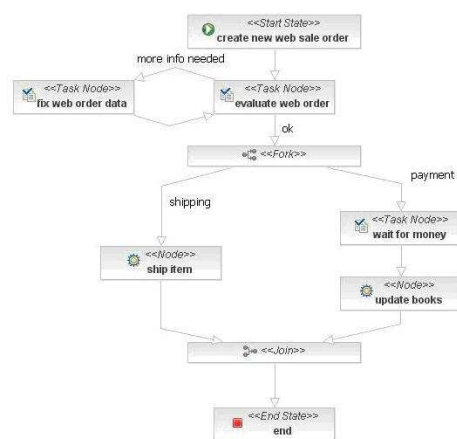 <<Start State>>
create new web sale order
more info needed
<<Task Node>>
fix web order data
<<Task Node>>
evaluate web order
ok
<<Fork>>
payment
shipping
<<Task Node>>
wait for money
<<Node>>
ship item
<<Node>>
update books
<<Join>>
<<End State>>
end